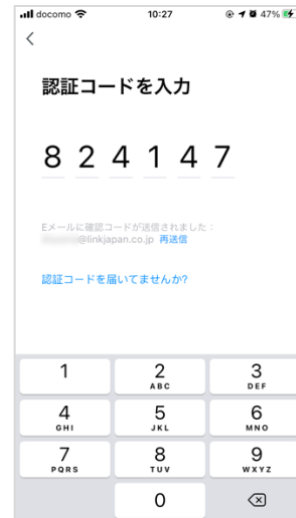 docomo 10:27 47%
認証コードを入力
8 2 4 1 4 7
Eメールに確認コードが送信されました：
@linkjapan.co.jp 再送信
認証コードを届いてませんか?
1 2 3
ABC DEF
4 5 6
GHI JKL MNO
7 8 9
PQRS TUV WXYZ
0